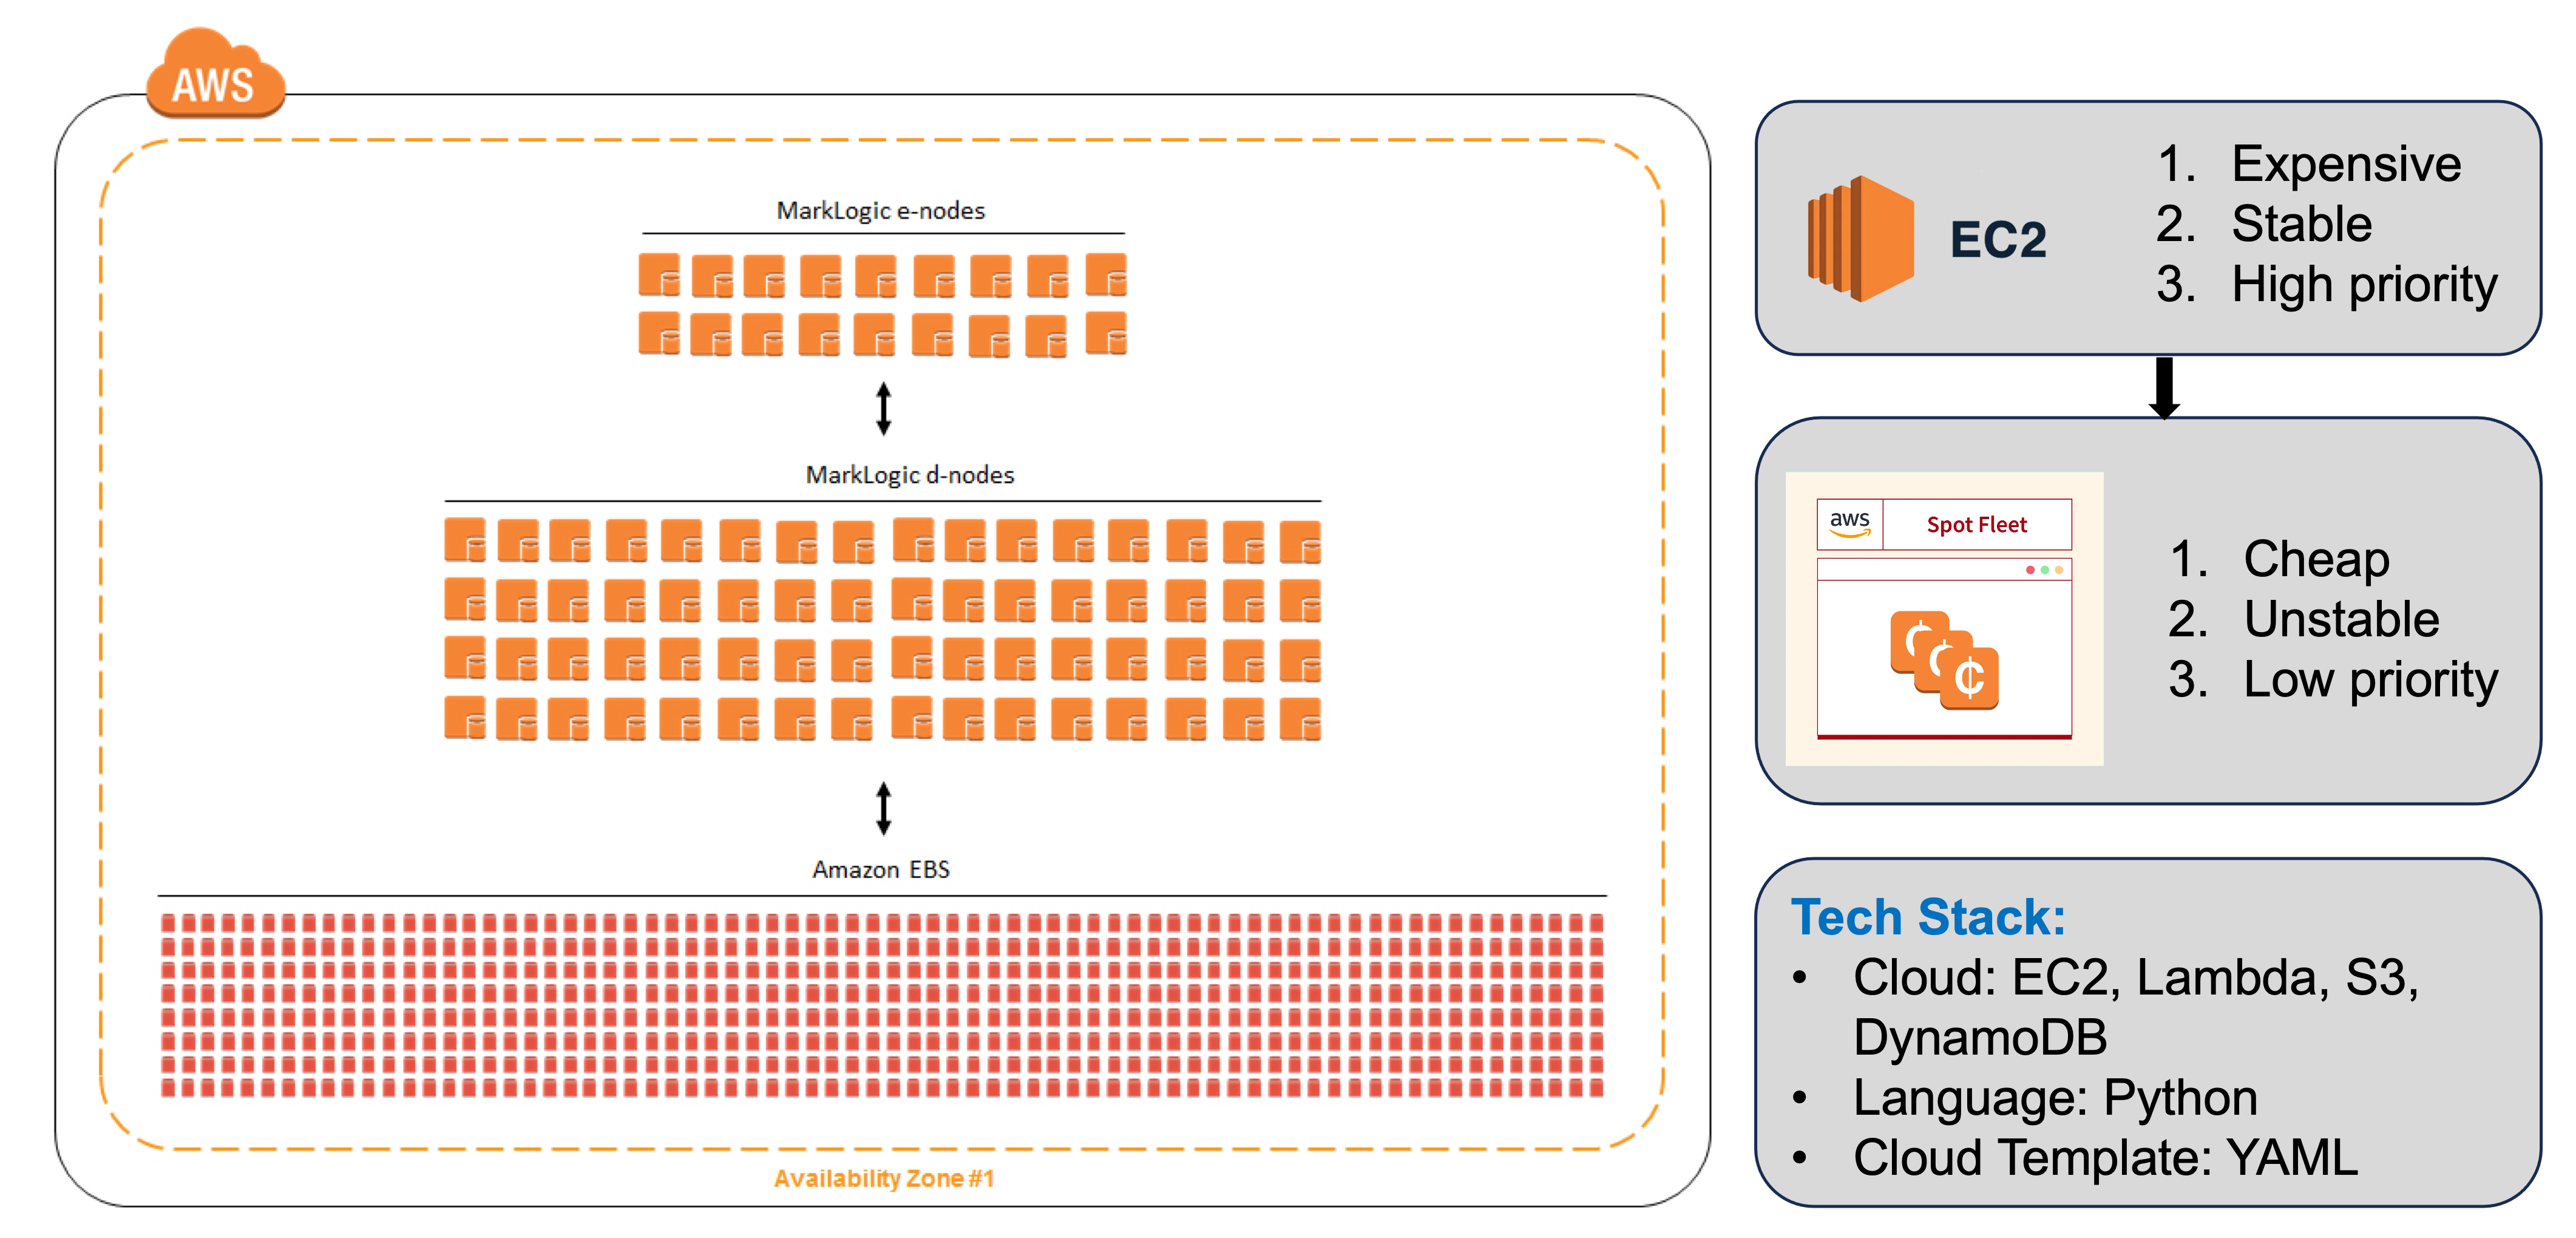 AWS
MarkLogic e-nodes
MarkLogic d-nodes
Amazon EBS
Availability Zone #1
EC2
1. Expensive
2. Stable
3. High priority
aws
Spot Fleet
1. Cheap
2. Unstable
3. Low priority
Tech Stack:
• Cloud: EC2, Lambda, S3,
DynamoDB
• Language: Python
• Cloud Template: YAML